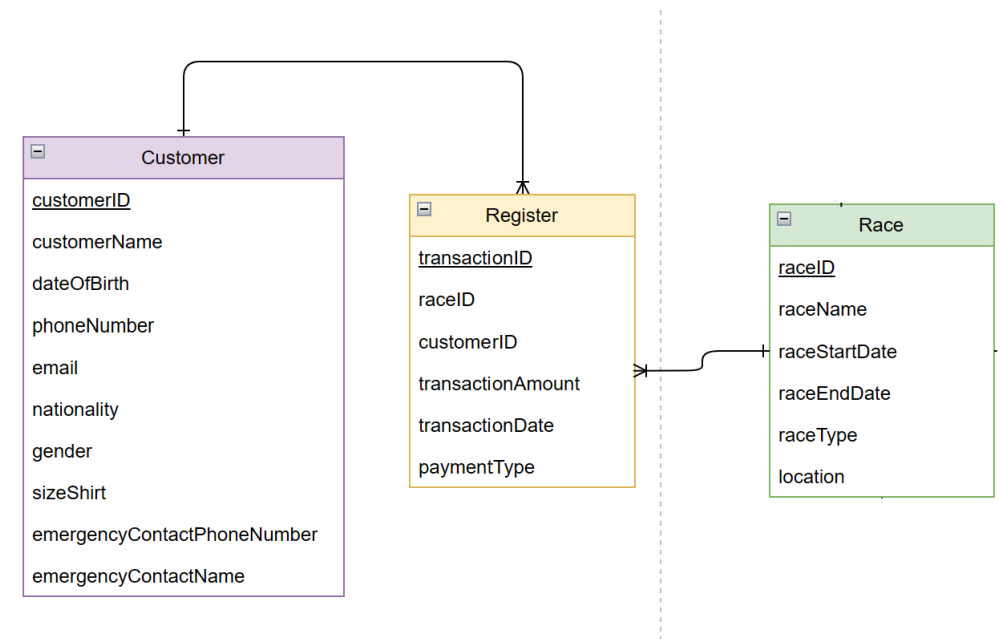 Customer
customerID
customerName
dateOfBirth
phoneNumber
email
nationality
gender
sizeShirt
emergencyContactPhoneNumber
emergencyContactName
Register
transactionID
raceID
customerID
transactionAmount
transactionDate
paymentType
Race
raceID
raceName
raceStartDate
raceEndDate
raceType
location